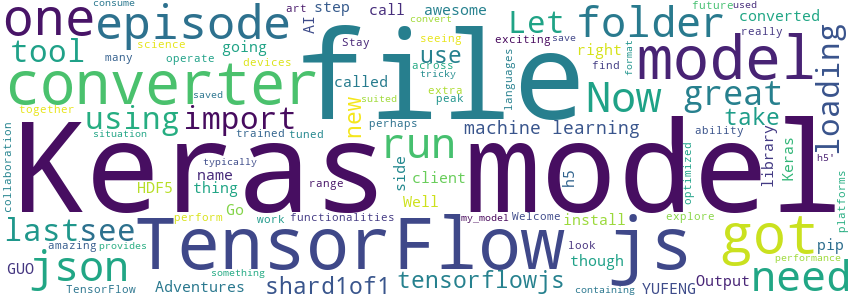 consume
one episode
many
art
AI
step
call
awesome
Let
folder
converted
future
used
exciting
convert
save
tool
science
going
operate
devices
Stay
seeing
tricky
across
languages
format
really
right
find
file
model
converter
saved
called
use
suited
extra
peak
Now
great
loading
using
import
new
perhaps
together
situation
trained
tuned
run
machine learning
take
ability
library
optimized
Keras
platforms
collaboration
typically
name
HDF5
thing
range
side
client
h5
h5'
Keras model
last
see
Go
work
functionalities
Well
my_model
Welcome
install
explore
pip
perform
TensorFlow
js
got
json
amazing
provides
look
though
need
GUO
Adventures
something
shard1of1
tensorflowjs
YUFENG
Output
performance
TensorFlow
containing